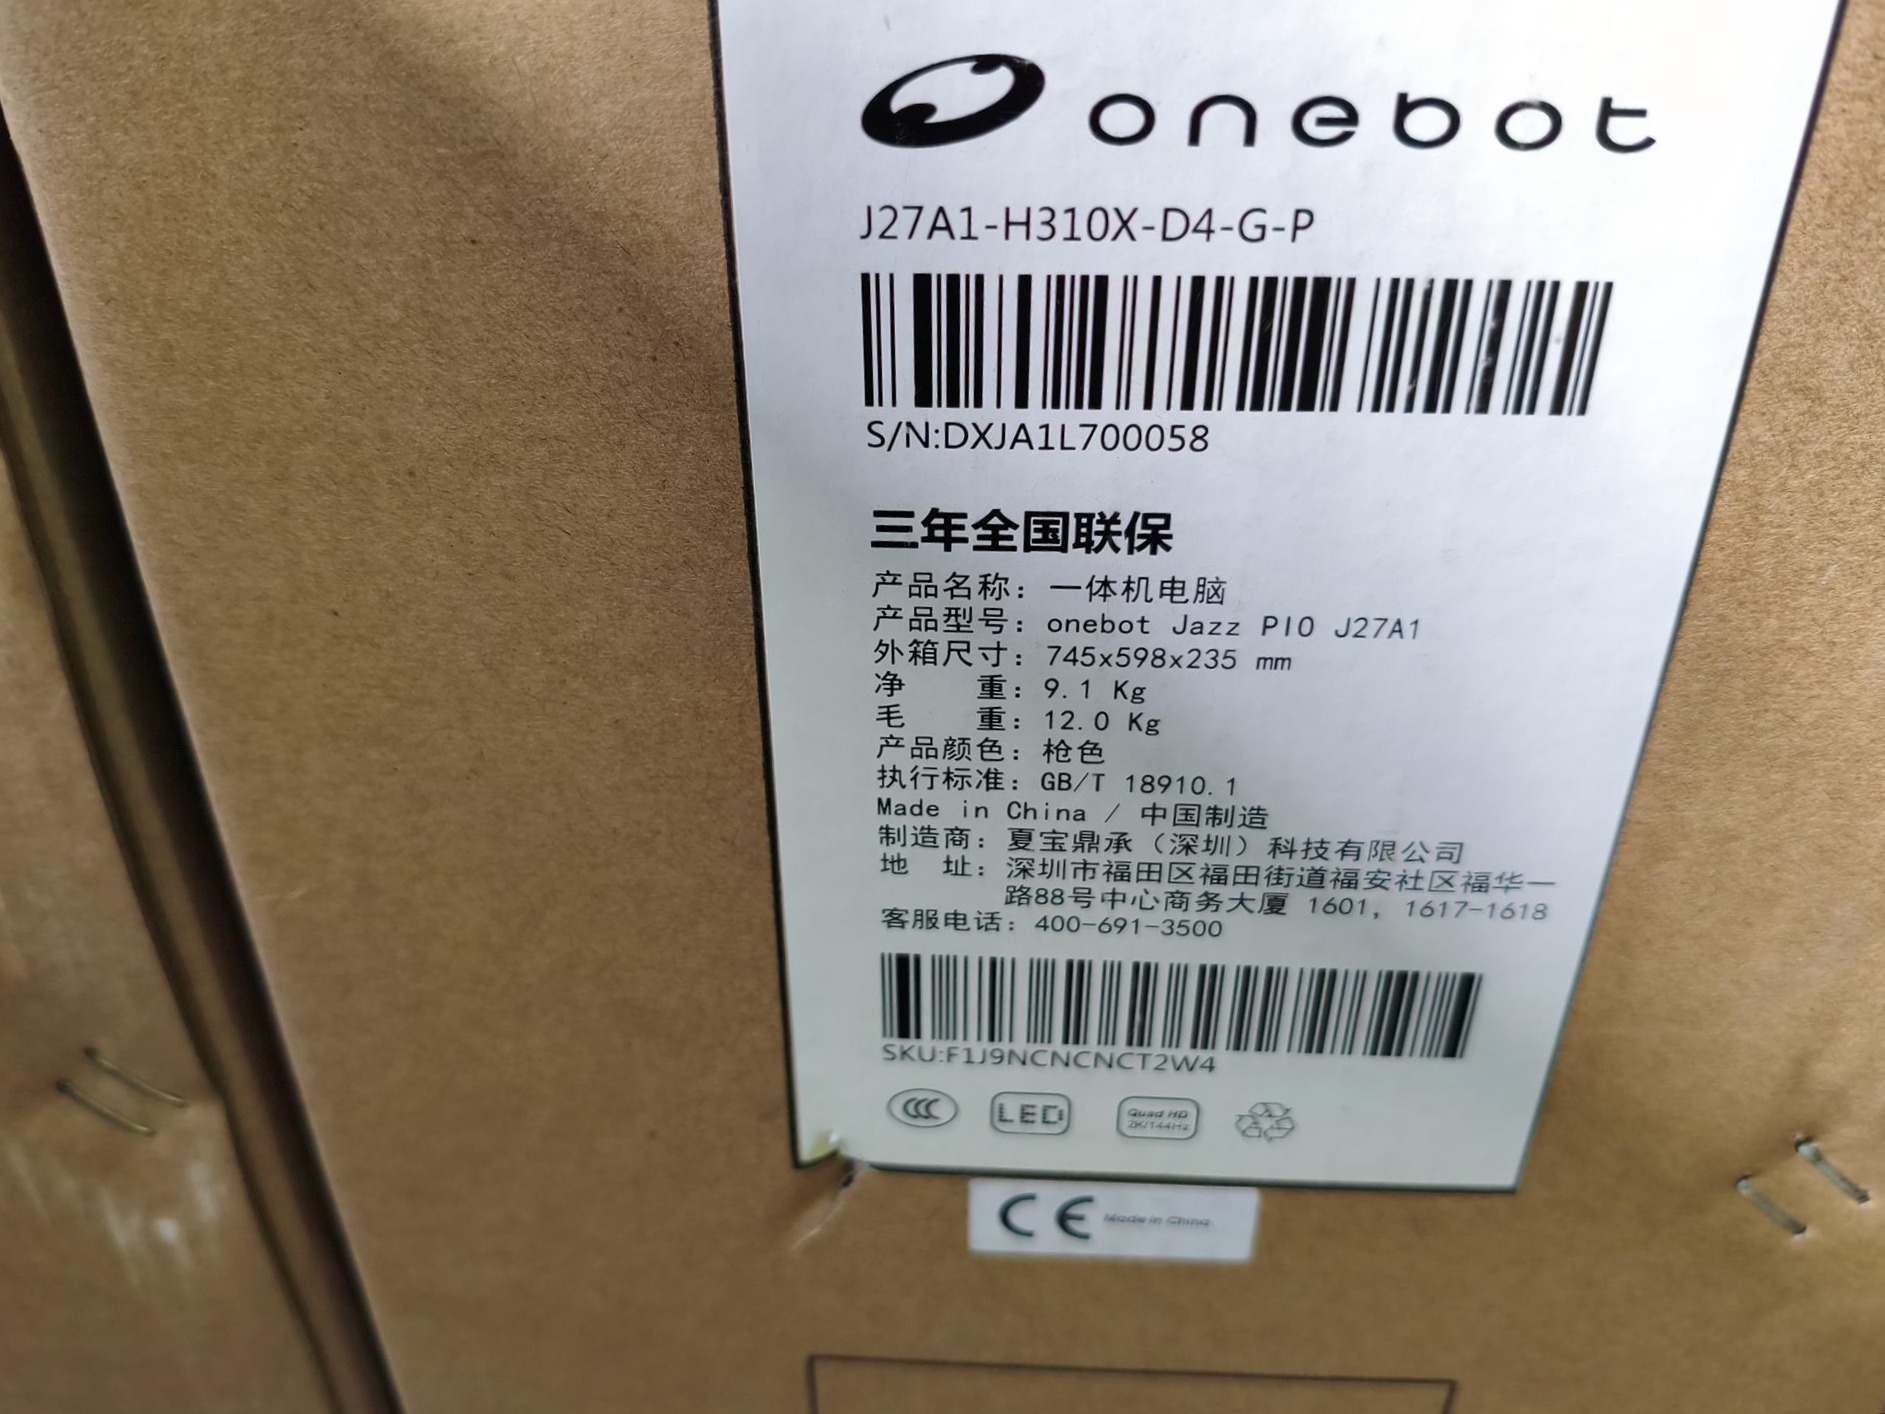 onebot
J27A1-H310X-D4-G-P
S/N:DXJA1L700058
三年全国联保
产品名称：一体机电脑
产品型号：onebot Jazz PIO J27A1
外箱尺寸：745x598x235 mm
净 重：9.1 Kg
毛 重：12.0 Kg
产品颜色：枪色
执行标准：GB/T 18910.1
Made in China / 中国制造
制造商：夏宝鼎承（深圳）科技有限公司
地 址：深圳市福田区福田街道福安社区福华一
路88号中心商务大厦 1601, 1617-1618
客服电话：400-691-3500
SKU:F1J9NCNCNCT2W4
CCC
LED
Quad HD
2K/144Hz
CE Made in China